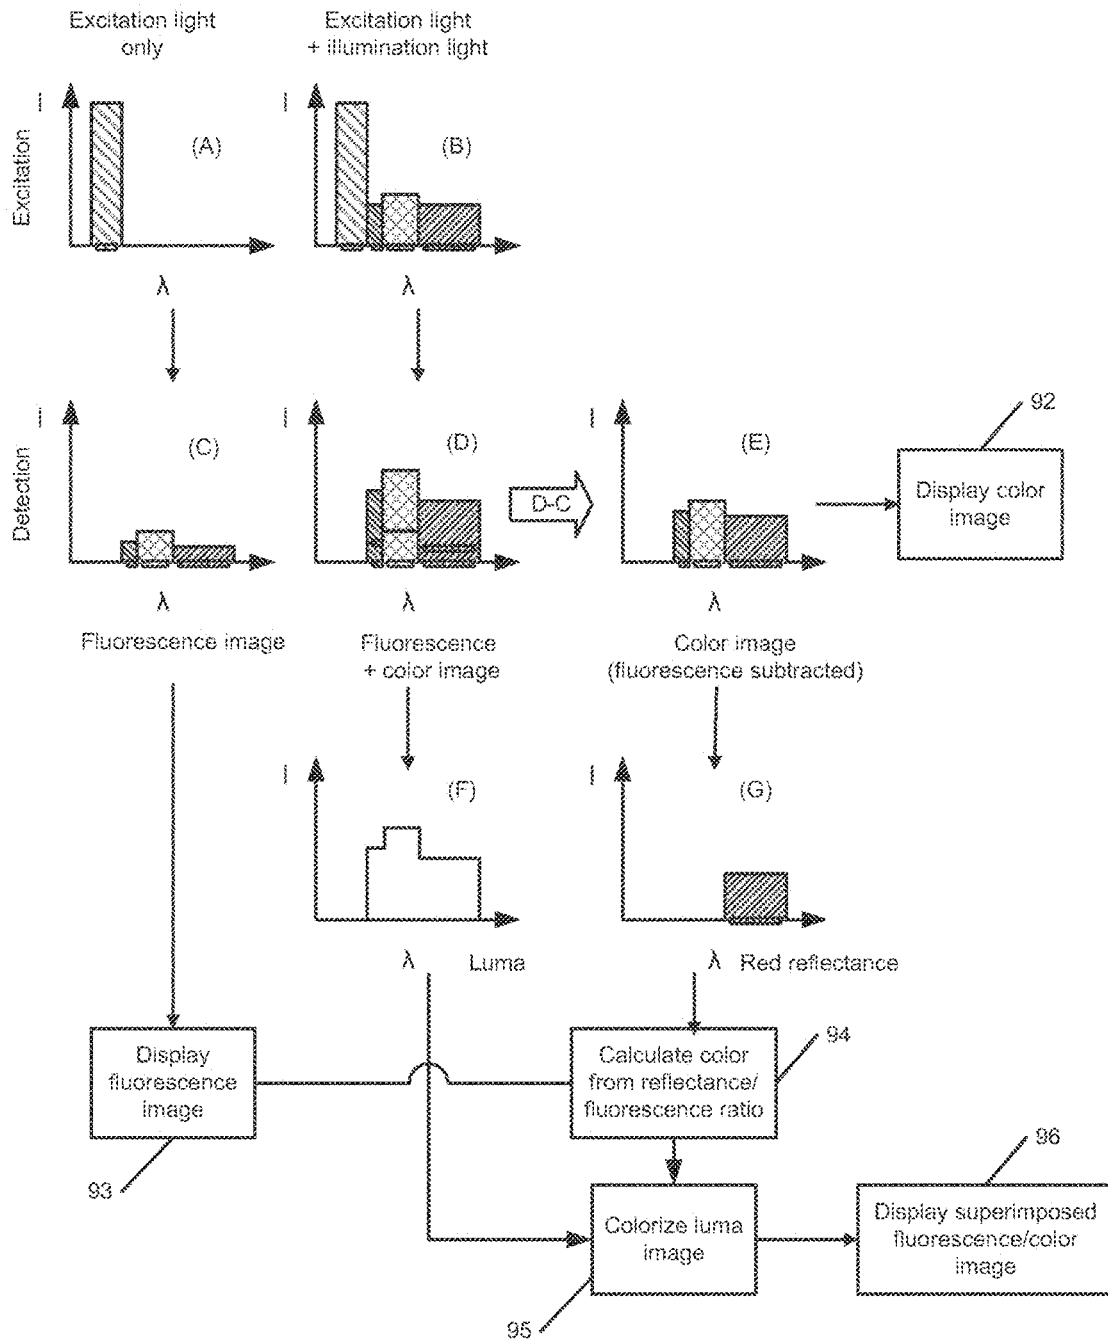 Excitation light
only
Excitation light
+ illumination light
Excitation
I
(A)
λ
I
(B)
λ
Detection
I
(C)
λ
Fluorescence image
I
(D)
λ
Fluorescence
+ color image
D-C
I
(E)
λ
Color image
(fluorescence subtracted)
92
Display color
image
I
(F)
λ
Luma
I
(G)
λ
Red reflectance
Display
fluorescence
image
93
94
Calculate color
from reflectance/
fluorescence ratio
Colorize luma
image
95
96
Display superimposed
fluorescence/color
image